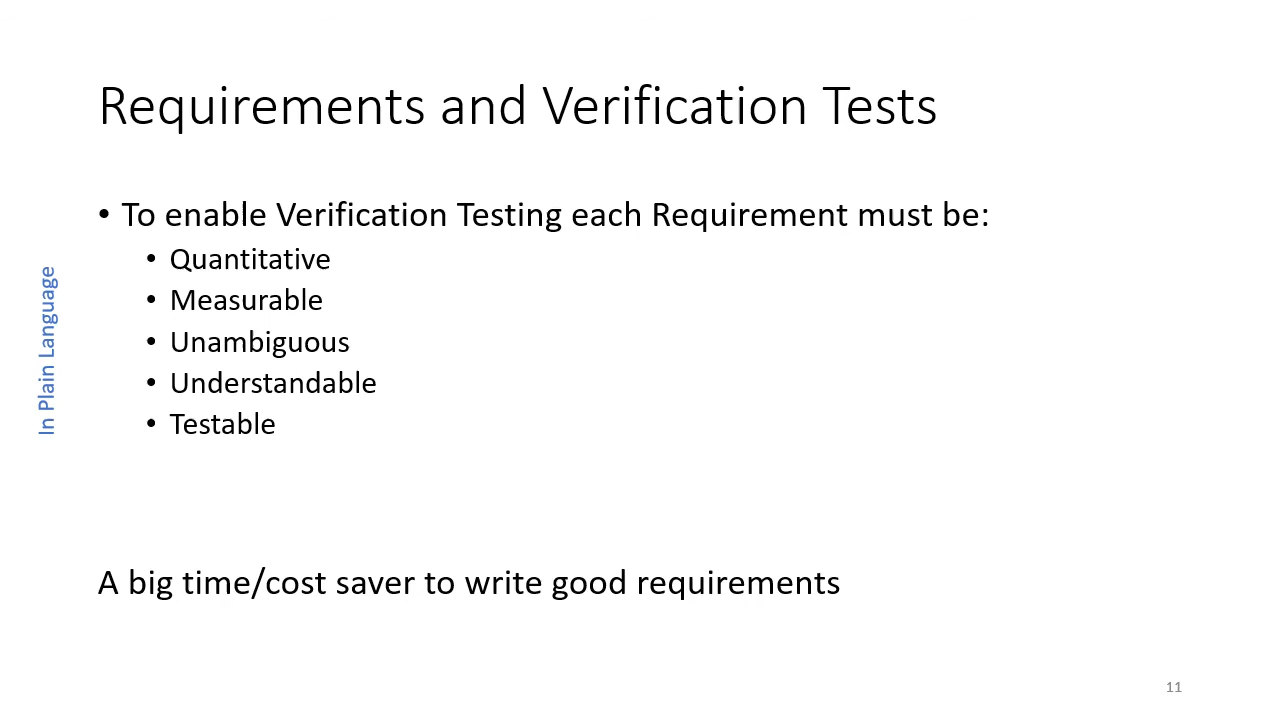 Requirements and Verification Tests
• To enable Verification Testing each Requirement must be:
• Quantitative
• Measurable
• Unambiguous
• Understandable
• Testable
In Plain Language
A big time/cost saver to write good requirements
11